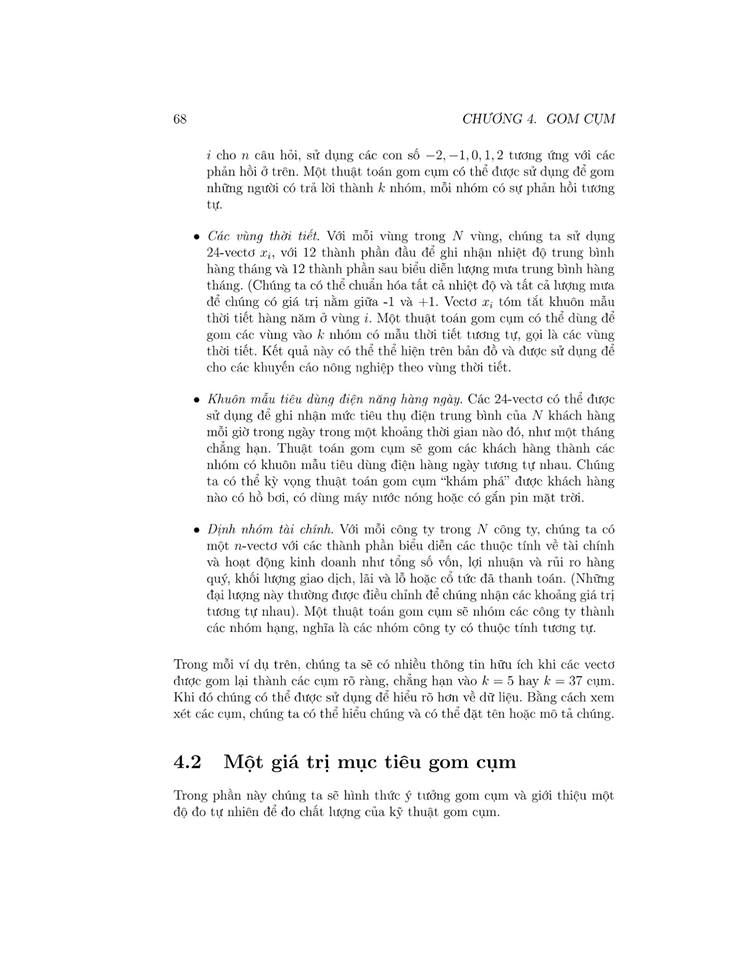 68 CHƯƠNG 4. GOM CỤM
i cho n câu hỏi, sử dụng các con số −2, −1, 0, 1, 2 tương ứng với các
phản hồi ở trên. Một thuật toán gom cụm có thể được sử dụng để gom
những người có trả lời thành k nhóm, mỗi nhóm có sự phản hồi tương
tự.
• Các vùng thời tiết. Với mỗi vùng trong N vùng, chúng ta sử dụng
24-vectơ xᵢ, với 12 thành phần đầu để ghi nhận nhiệt độ trung bình
hàng tháng và 12 thành phần sau biểu diễn lượng mưa trung bình hàng
tháng. (Chúng ta có thể chuẩn hóa tất cả nhiệt độ và tất cả lượng mưa
để chúng có giá trị nằm giữa -1 và +1. Vectơ xᵢ tóm tắt khuôn mẫu
thời tiết hàng năm ở vùng i. Một thuật toán gom cụm có thể dùng để
gom các vùng vào k nhóm có mẫu thời tiết tương tự, gọi là các vùng
thời tiết. Kết quả này có thể thể hiện trên bản đồ và được sử dụng để
cho các khuyến cáo nông nghiệp theo vùng thời tiết.
• Khuôn mẫu tiêu dùng điện năng hàng ngày. Các 24-vectơ có thể được
sử dụng để ghi nhận mức tiêu thụ điện trung bình của N khách hàng
mỗi giờ trong ngày trong một khoảng thời gian nào đó, như một tháng
chẳng hạn. Thuật toán gom cụm sẽ gom các khách hàng thành các
nhóm có khuôn mẫu tiêu dùng điện hàng ngày tương tự nhau. Chúng
ta có thể kỳ vọng thuật toán gom cụm “khám phá” được khách hàng
nào có hồ bơi, có dùng máy nước nóng hoặc có gắn pin mặt trời.
• Định nhóm tài chính. Với mỗi công ty trong N công ty, chúng ta có
một n-vectơ với các thành phần biểu diễn các thuộc tính về tài chính
và hoạt động kinh doanh như tổng số vốn, lợi nhuận và rủi ro hàng
quý, khối lượng giao dịch, lãi và lỗ hoặc cổ tức đã thanh toán. (Những
đại lượng này thường được điều chỉnh để chúng nhận các khoảng giá trị
tương tự nhau). Một thuật toán gom cụm sẽ nhóm các công ty thành
các nhóm hạng, nghĩa là các nhóm công ty có thuộc tính tương tự.
Trong mỗi ví dụ trên, chúng ta sẽ có nhiều thông tin hữu ích khi các vectơ
được gom lại thành các cụm rõ ràng, chẳng hạn vào k = 5 hay k = 37 cụm.
Khi đó chúng có thể được sử dụng để hiểu rõ hơn về dữ liệu. Bằng cách xem
xét các cụm, chúng ta có thể hiểu chúng và có thể đặt tên hoặc mô tả chúng.
4.2 Một giá trị mục tiêu gom cụm
Trong phần này chúng ta sẽ hình thức ý tưởng gom cụm và giới thiệu một
độ đo tự nhiên để đo chất lượng của kỹ thuật gom cụm.